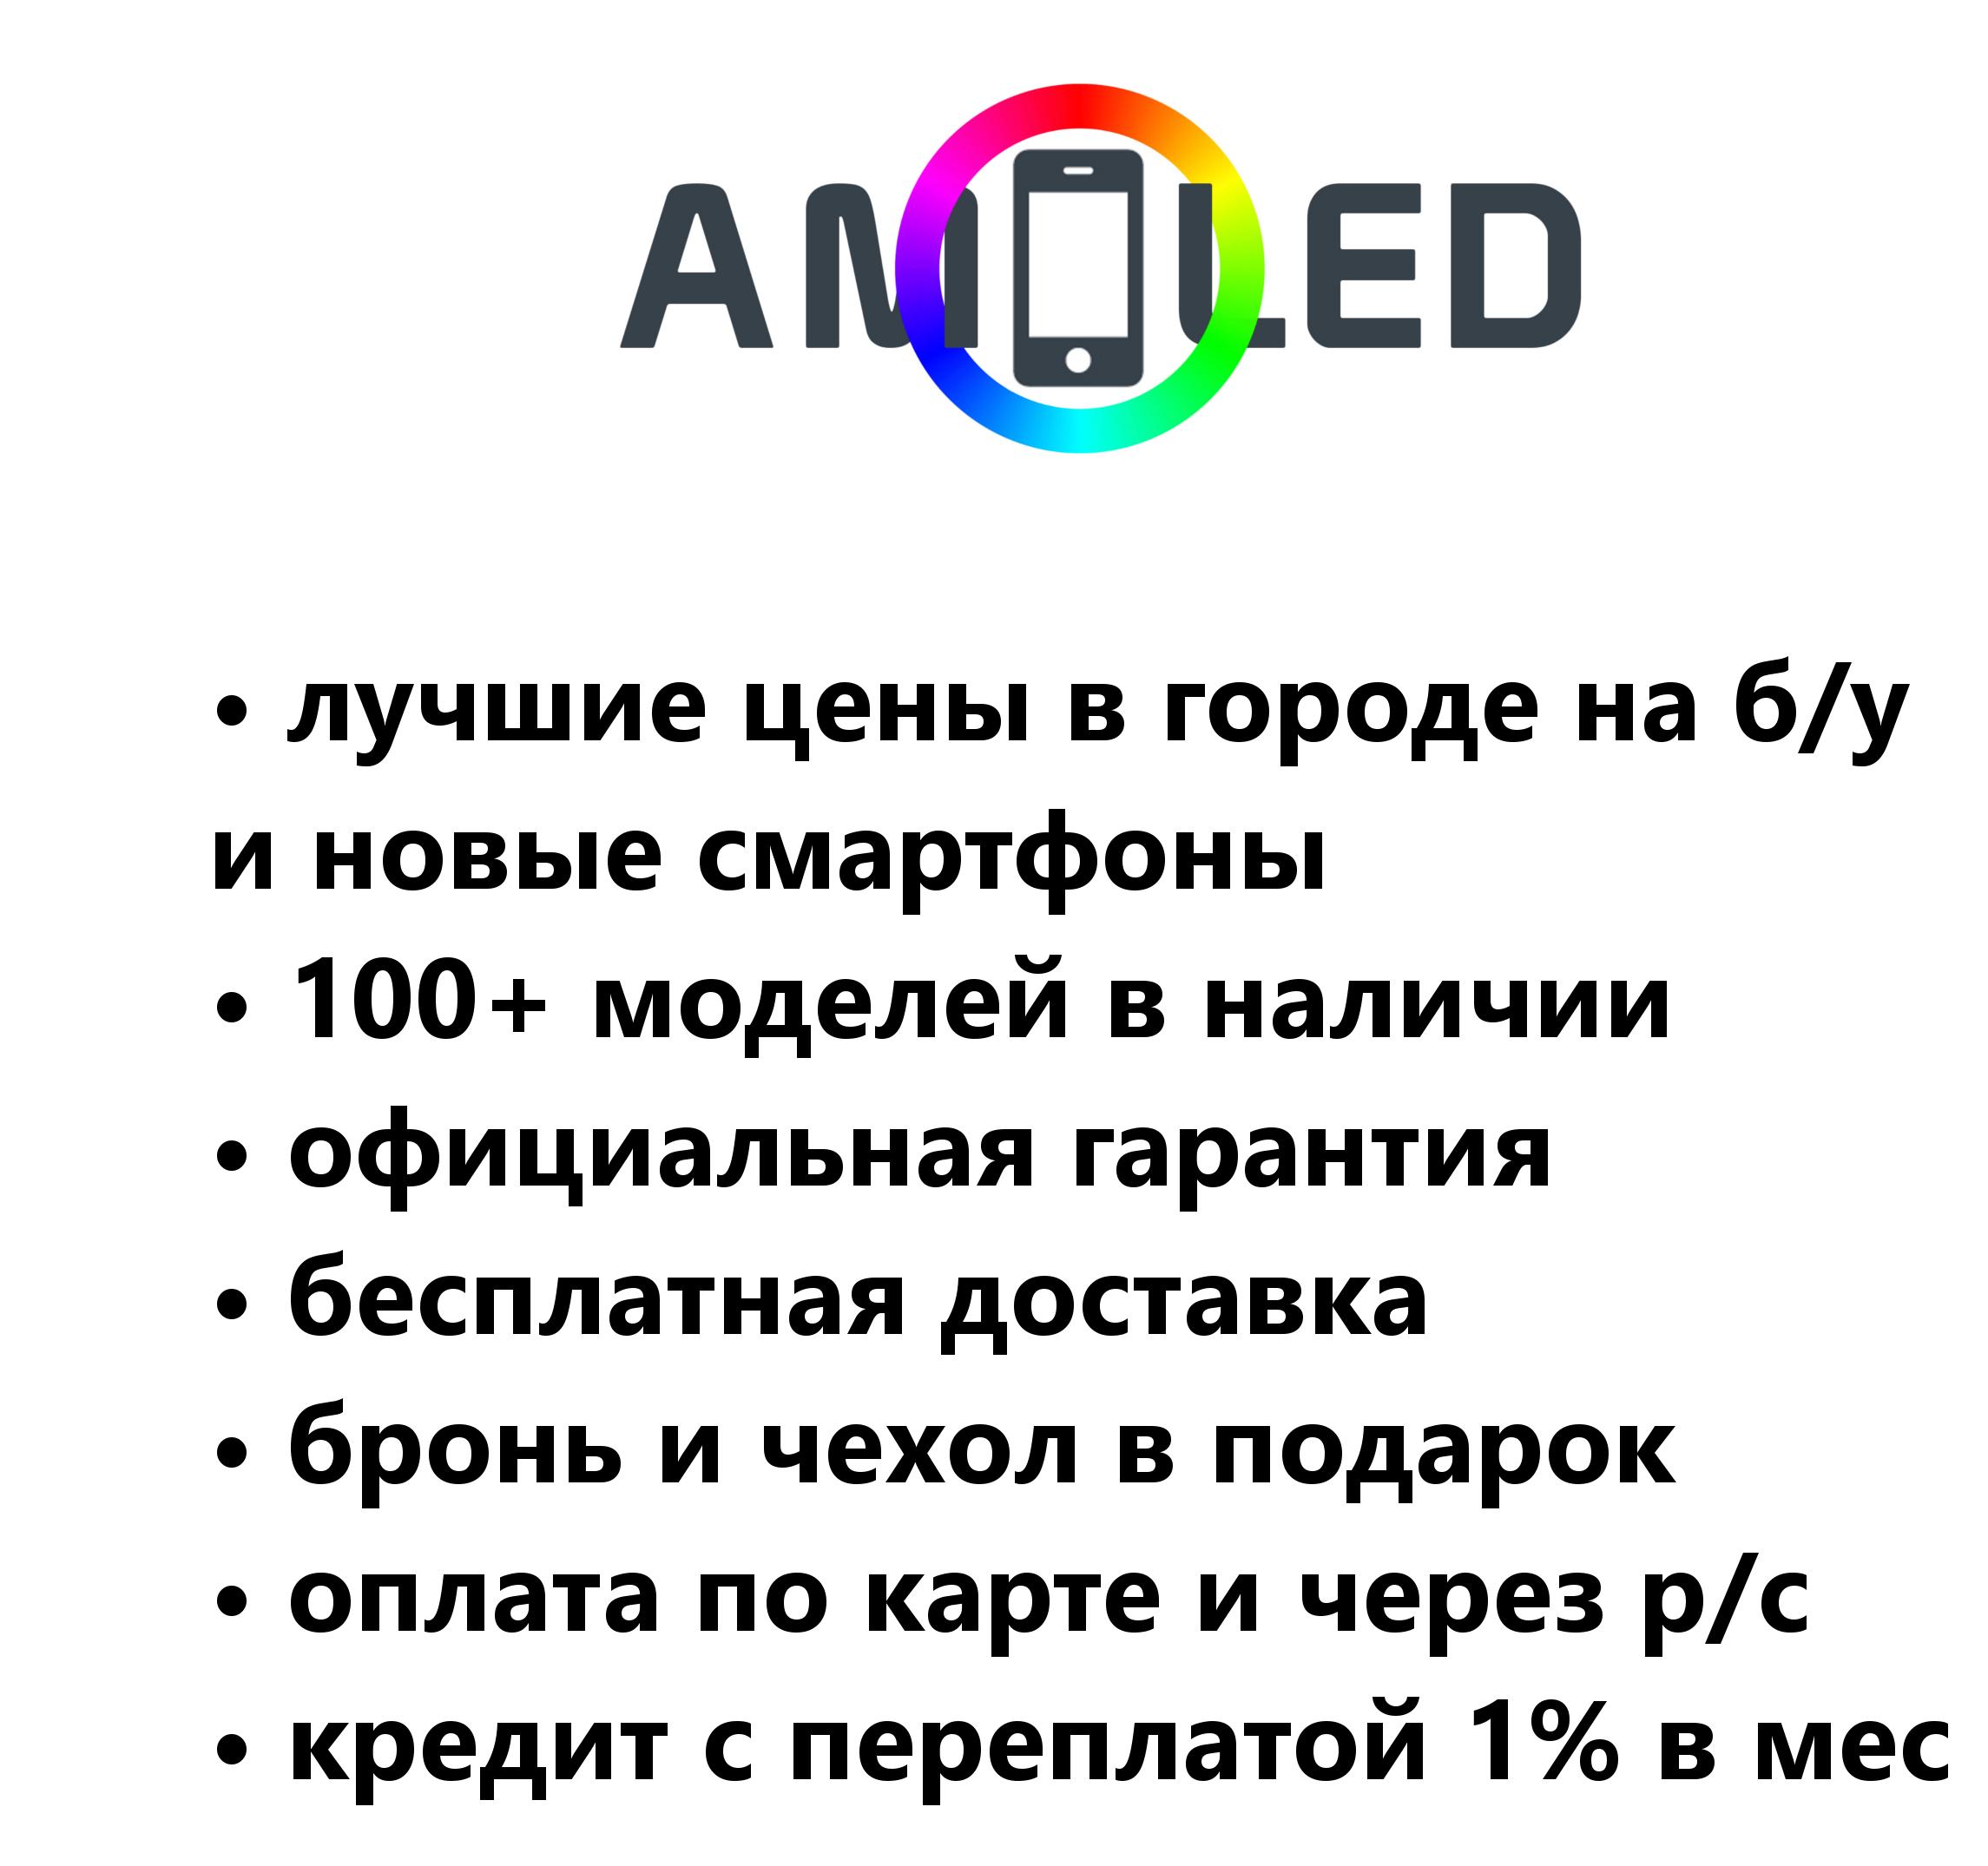 AMOLED
• лучшие цены в городе на б/у
и новые смартфоны
• 100+ моделей в наличии
• официальная гарантия
• бесплатная доставка
• бронь и чехол в подарок
• оплата по карте и через р/с
• кредит с переплатой 1% в мес